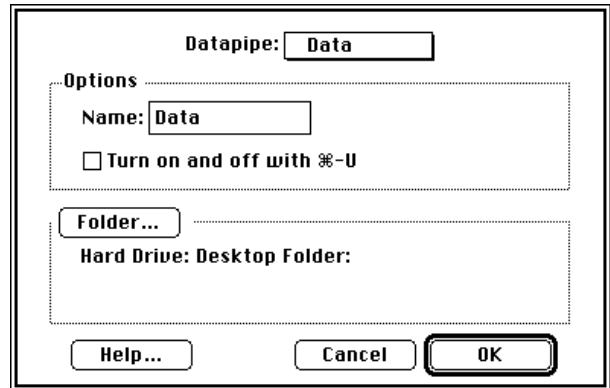 Datapipe: Data
Options
Name: Data
Turn on and off with ⌘-U
Folder...
Hard Drive: Desktop Folder:
Help... Cancel OK